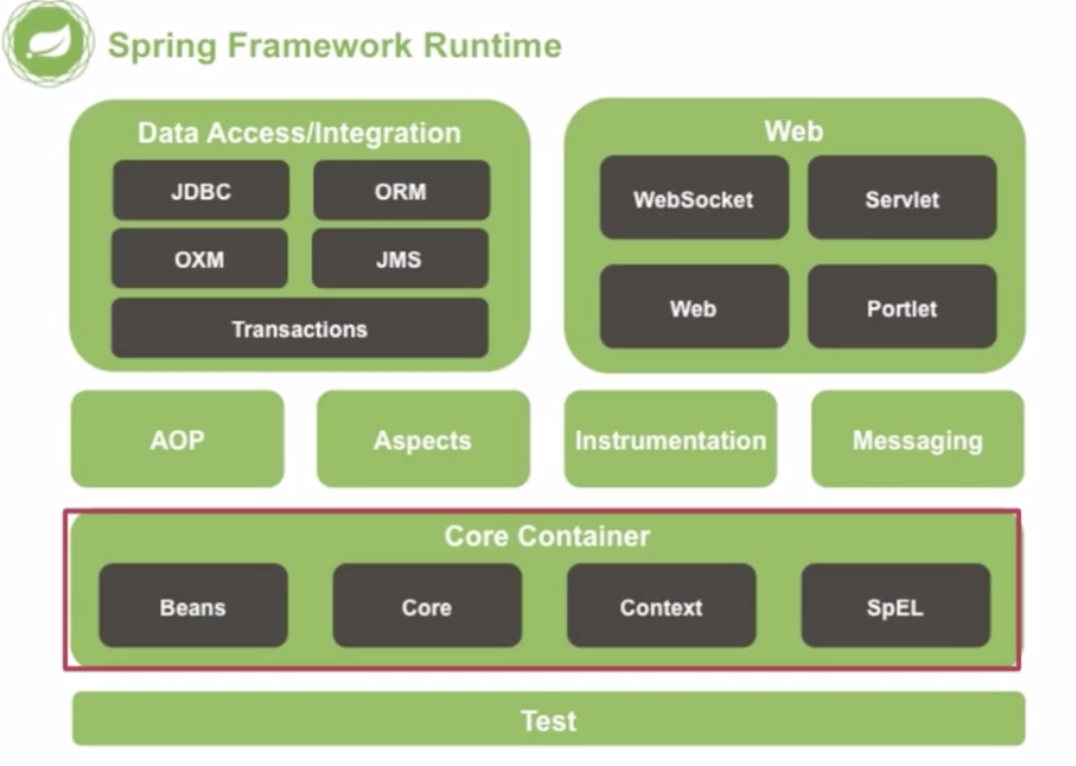 Spring Framework Runtime
Data Access/Integration
JDBC
ORM
OXM
JMS
Transactions
Web
WebSocket
Servlet
Web
Portlet
AOP
Aspects
Instrumentation
Messaging
Core Container
Beans
Core
Context
SpEL
Test